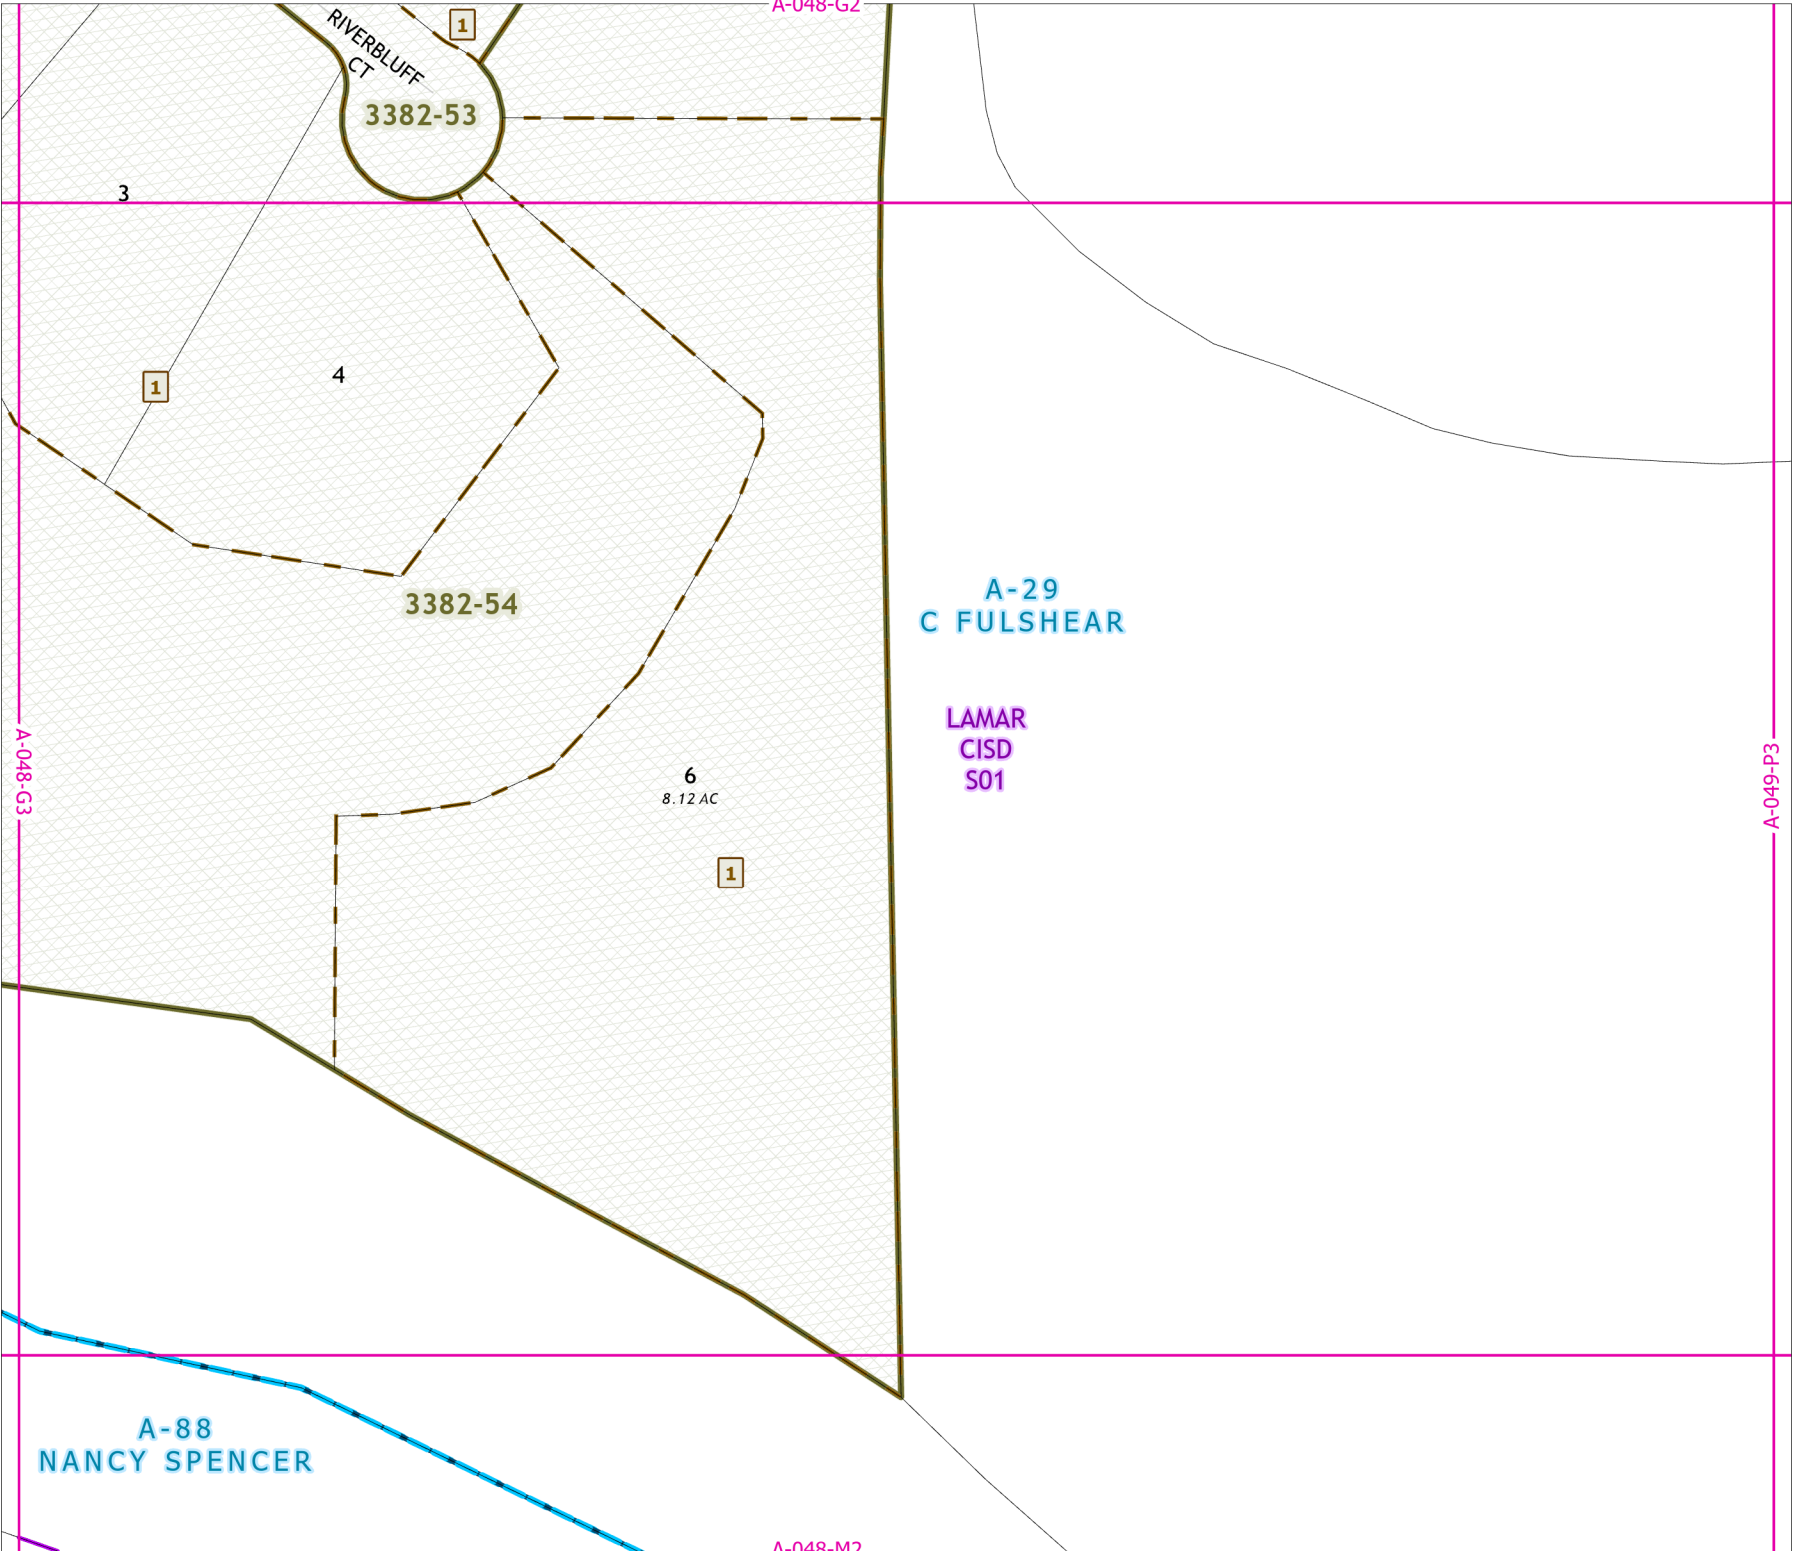 A-048-G2
1
RIVERBLUFF
CT
3382-53
3
1
4
A-29
C FULSHEAR
3382-54
LAMAR
CISD
S01
A-048-G3
A-049-P3
6
8.12 AC
1
A-88
NANCY SPENCER
A-048-M2